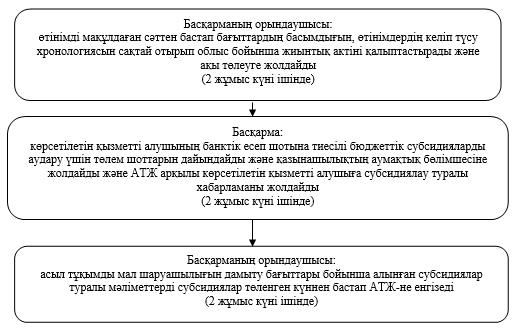 Басқарманың орындаушысы:
өтінімді мақұлдаған сәттен бастап бағыттардың басымдығын, өтінімдердің келіп түсу
хронологиясын сақтай отырып облыс бойынша жиынтық актіні қалыптастырады және
ақы төлеуге жолдайды
(2 жұмыс күні ішінде)
Басқарма:
көрсетілетін қызметті алушының банктік есеп шотына тиесілі бюджеттік субсидияларды
аудару үшін төлем шоттарын дайындайды және қазынашылықтың аумақтық бөлімшесіне
жолдайды және АТЖ арқылы көрсетілетін қызметті алушыға субсидиялау туралы
хабарламаны жолдайды
(2 жұмыс күні ішінде)
Басқарманың орындаушысы:
асыл тұқымды мал шаруашылығын дамыту бағыттары бойынша алынған субсидиялар
туралы мәліметтерді субсидиялар төленген күннен бастап АТЖ-не енгізеді
(2 жұмыс күні ішінде)